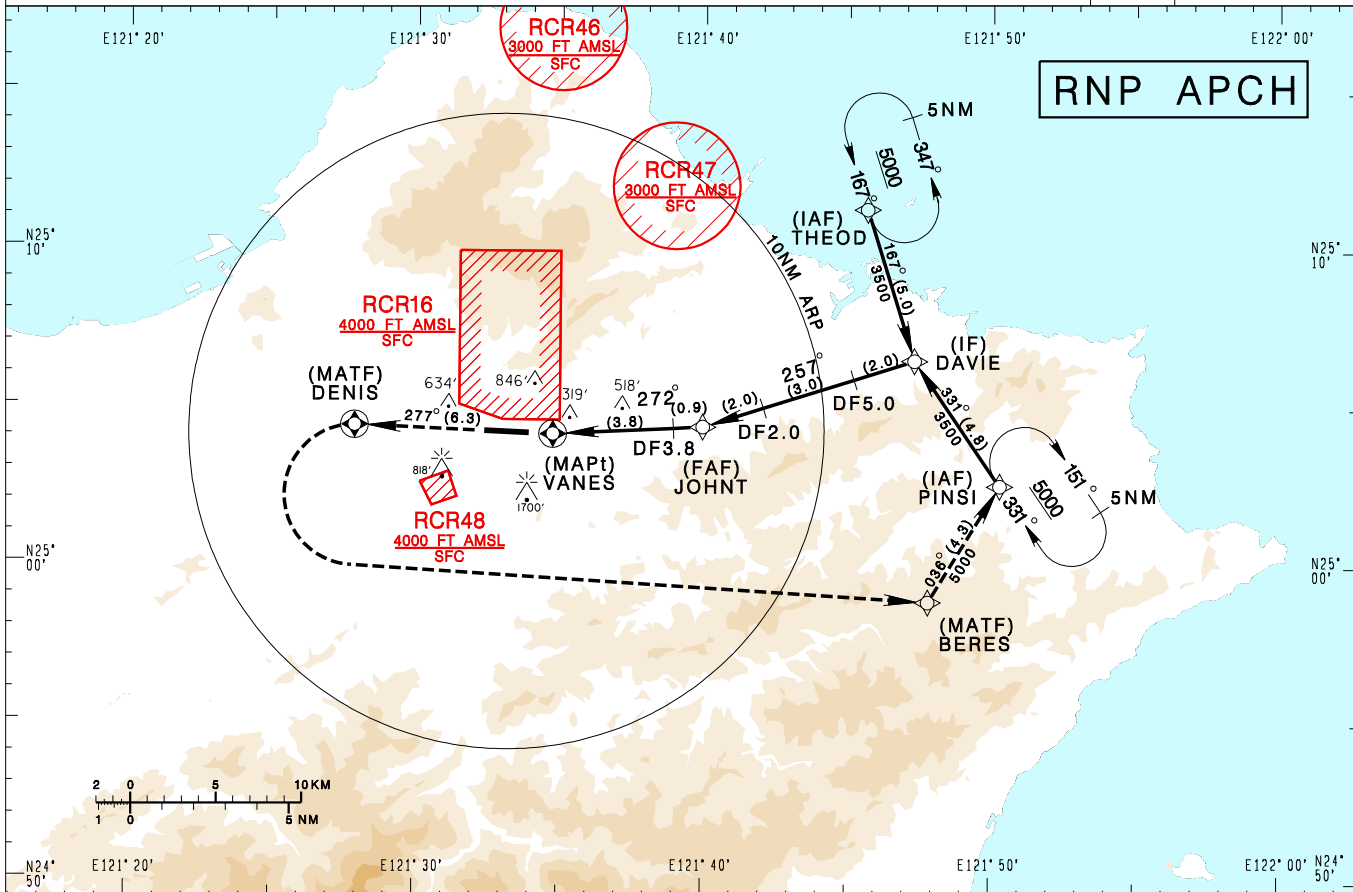 E121° 20'
E121° 30'
E121° 40'
E121° 50'
E122° 00'
RCR46
3000 FT AMSL
SFC
RNP APCH
5NM
347°
5000
167°
RCR47
3000 FT AMSL
SFC
(IAF)
THEOD
N25°
10'
N25°
10'
10NM ARP
167° (5.0)
3500
RCR16
4000 FT AMSL
SFC
(IF)
DAVIE
(MATF)
DENIS
634'
846'
319'
518'
272°
257°
(2.0)
(3.0)
DF5.0
(2.0)
DF2.0
(0.9)
(3.8)
DF3.8
277° (6.3)
331° (4.8)
3500
(MAPt)
VANES
(FAF)
JOHNT
(IAF)
PINSI
151°
5NM
5000
331°
818'
1700'
RCR48
4000 FT AMSL
SFC
N25°
00'
N25°
00'
036° (4.3)
5000
(MATF)
BERES
2 0 5 10KM
1 0 5 NM
N24°
50'
E121° 20'
E121° 30'
E121° 40'
E121° 50'
E122° 00'
N24°
50'